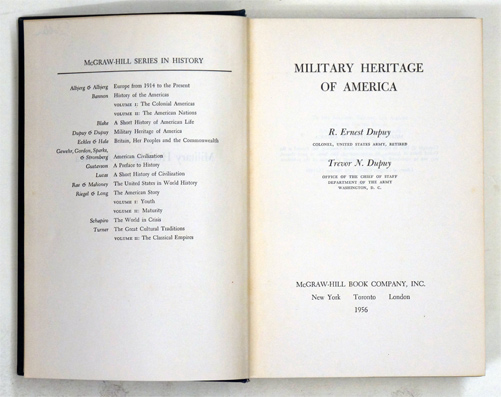 McGRAW-HILL SERIES IN HISTORY
Albjerg & Albjerg Europe from 1914 to the Present
Bannon History of the Americas
VOLUME I: The Colonial Americas
VOLUME II: The American Nations
Blake A Short History of American Life
Dupuy & Dupuy Military Heritage of America
Eckles & Hale Britain, Her Peoples and the Commonwealth
Gewehr, Gordon, Sparks,
& Stromberg American Civilization
Gustavson A Preface to History
Lucas A Short History of Civilization
Rae & Mahoney The United States in World History
Riegel & Long The American Story
VOLUME I: Youth
VOLUME II: Maturity
Schapiro The World in Crisis
Turner The Great Cultural Traditions
VOLUME II: The Classical Empires
MILITARY HERITAGE
OF AMERICA
R. Ernest Dupuy
COLONEL, UNITED STATES ARMY, RETIRED
Trevor N. Dupuy
OFFICE OF THE CHIEF OF STAFF
DEPARTMENT OF THE ARMY
WASHINGTON, D. C.
McGRAW-HILL BOOK COMPANY, INC.
New York Toronto London
1956